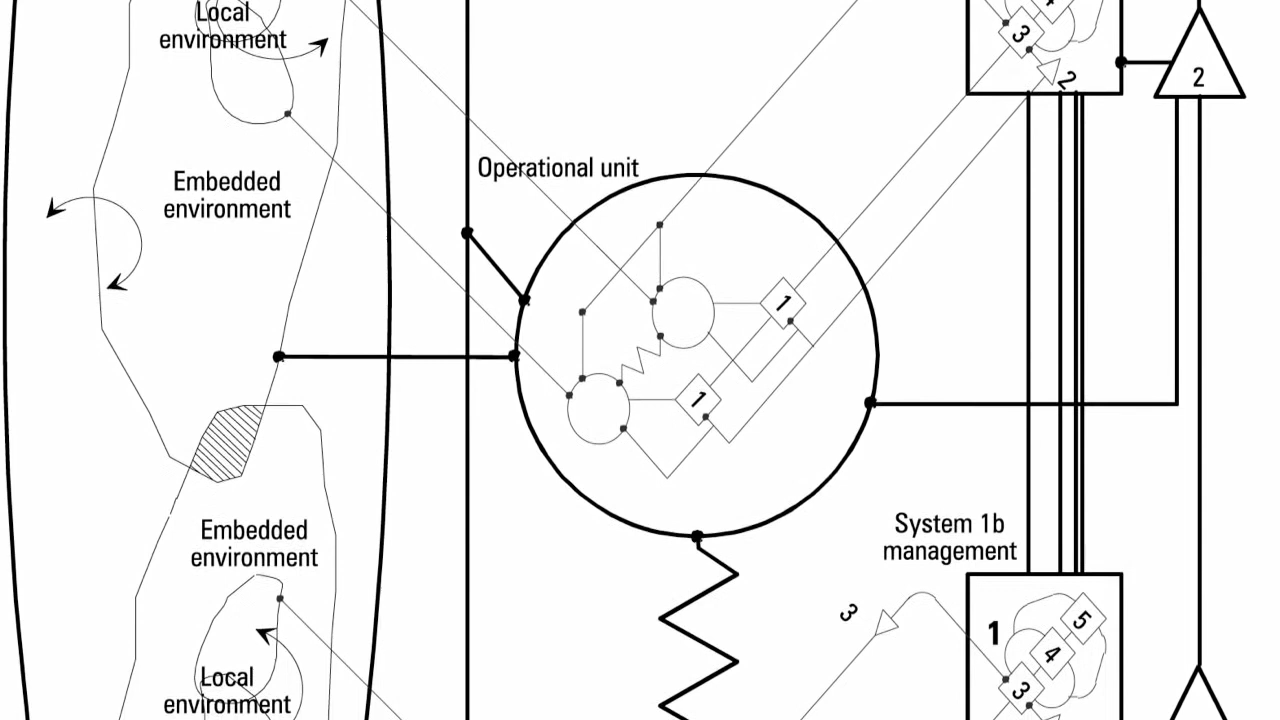 Local
environment
4
3
2
2
Operational unit
Embedded
environment
1
1
System 1b
management
Embedded
environment
3
1
5
4
3
Local
environment